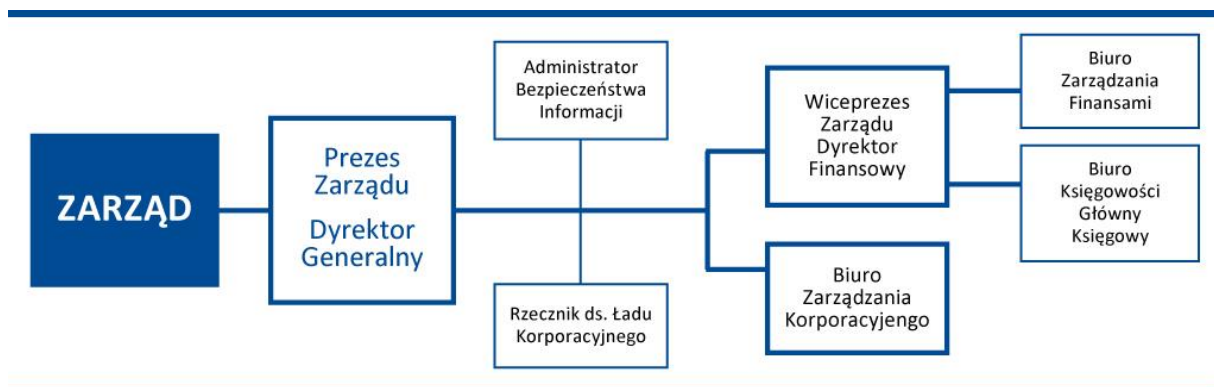 ZARZĄD
Prezes
Zarządu
Dyrektor
Generalny
Administrator
Bezpieczeństwa
Informacji
Rzecznik ds. Ładu
Korporacyjnego
Wiceprezes
Zarządu
Dyrektor
Finansowy
Biuro
Zarządzania
Korporacyjengo
Biuro
Zarządzania
Finansami
Biuro
Księgowości
Główny
Księgowy